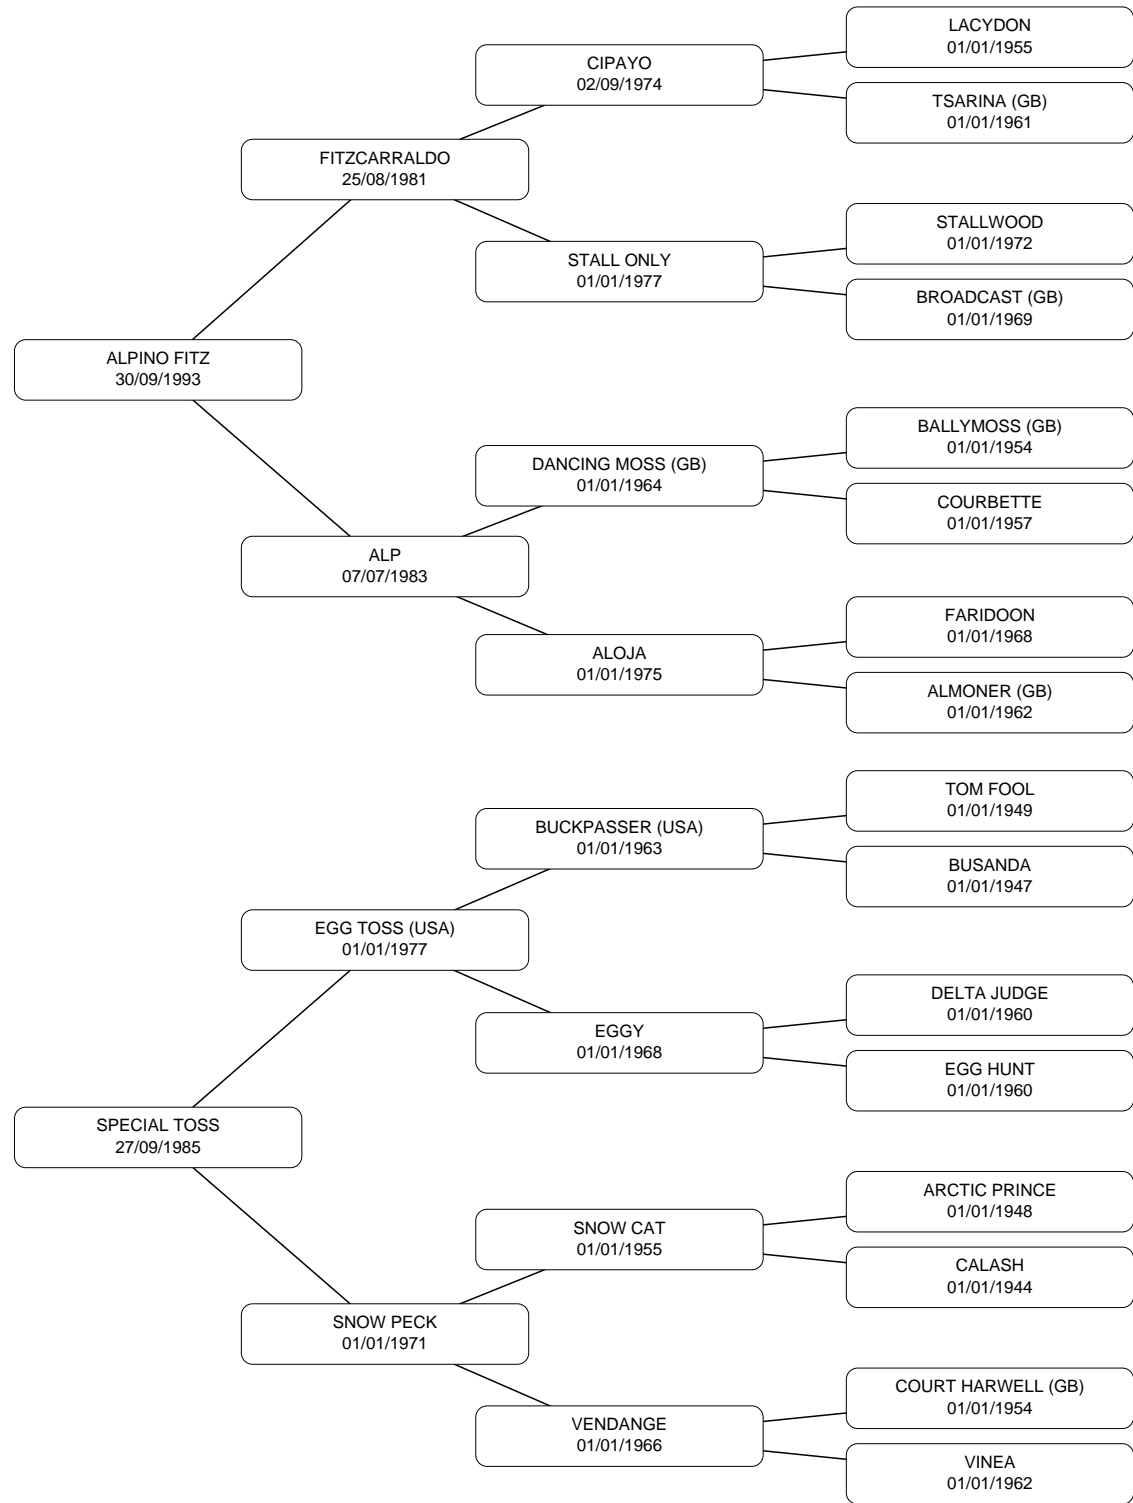 LACYDON
01/01/1955
CIPAYO
02/09/1974
TSARINA (GB)
01/01/1961
FITZCARRALDO
25/08/1981
STALLWOOD
01/01/1972
STALL ONLY
01/01/1977
BROADCAST (GB)
01/01/1969
ALPINO FITZ
30/09/1993
BALLYMOSS (GB)
01/01/1954
DANCING MOSS (GB)
01/01/1964
COURBETTE
01/01/1957
ALP
07/07/1983
FARIDOON
01/01/1968
ALOJA
01/01/1975
ALMONER (GB)
01/01/1962
TOM FOOL
01/01/1949
BUCKPASSER (USA)
01/01/1963
BUSANDA
01/01/1947
EGG TOSS (USA)
01/01/1977
DELTA JUDGE
01/01/1960
EGGY
01/01/1968
EGG HUNT
01/01/1960
SPECIAL TOSS
27/09/1985
ARCTIC PRINCE
01/01/1948
SNOW CAT
01/01/1955
CALASH
01/01/1944
SNOW PECK
01/01/1971
COURT HARWELL (GB)
01/01/1954
VENDANGE
01/01/1966
VINEA
01/01/1962